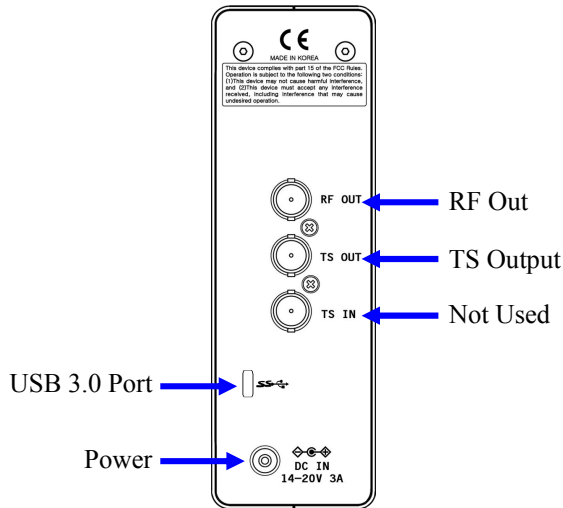 CE
MADE IN KOREA
This device complies with part 15 of the FCC Rules.
Operation is subject to the following two conditions:
(1)This device may not cause harmful interference,
and (2)This device must accept any interference
received, including interference that may cause
undesired operation.
RF OUT
RF Out
TS OUT
TS Output
TS IN
Not Used
USB 3.0 Port
SS
Power
DC IN
14-20V 3A